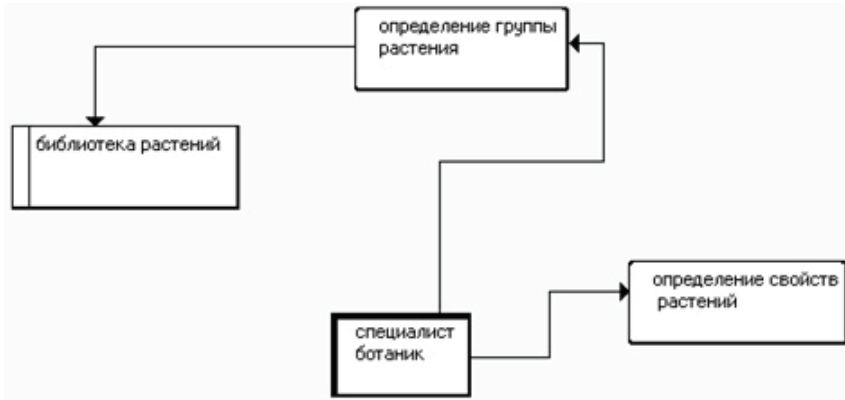 определение группы
растения
библиотека растений
определение свойств
растений
специалист
ботаник